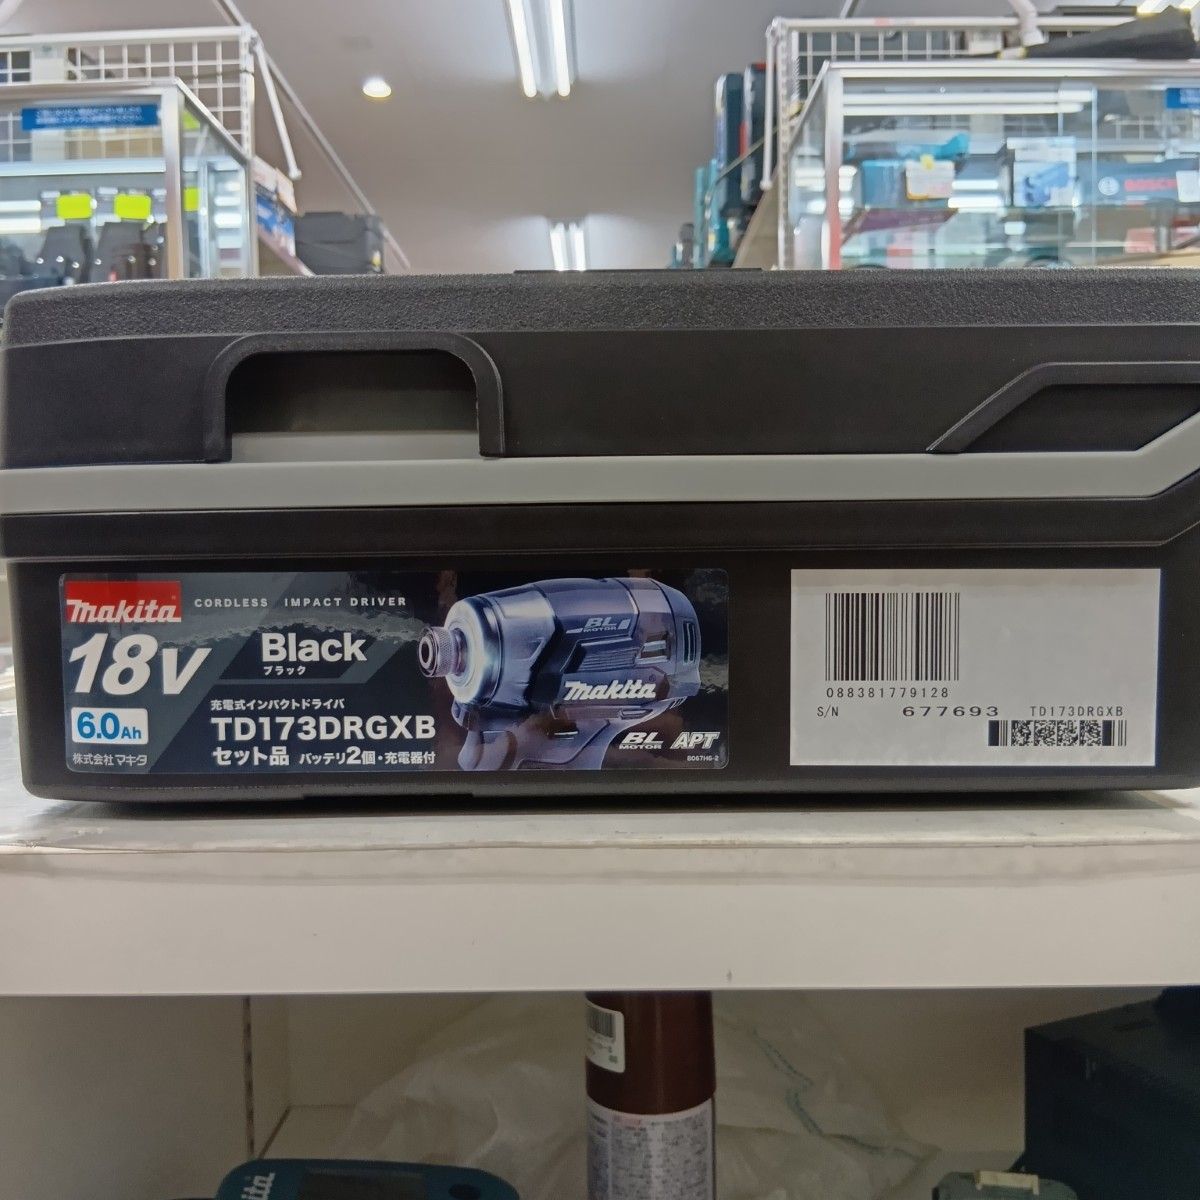 BOSCH
makita CORDLESS IMPACT DRIVER
18V
Black
ブラック
6.0Ah
充電式インパクトドライバ
TD173DRGXB
セット品 バッテリ2個・充電器付
株式会社マキタ
BL
MOTOR
makita
BL
MOTOR
APT
088381779128
S/N 677693 TD173DRGXB